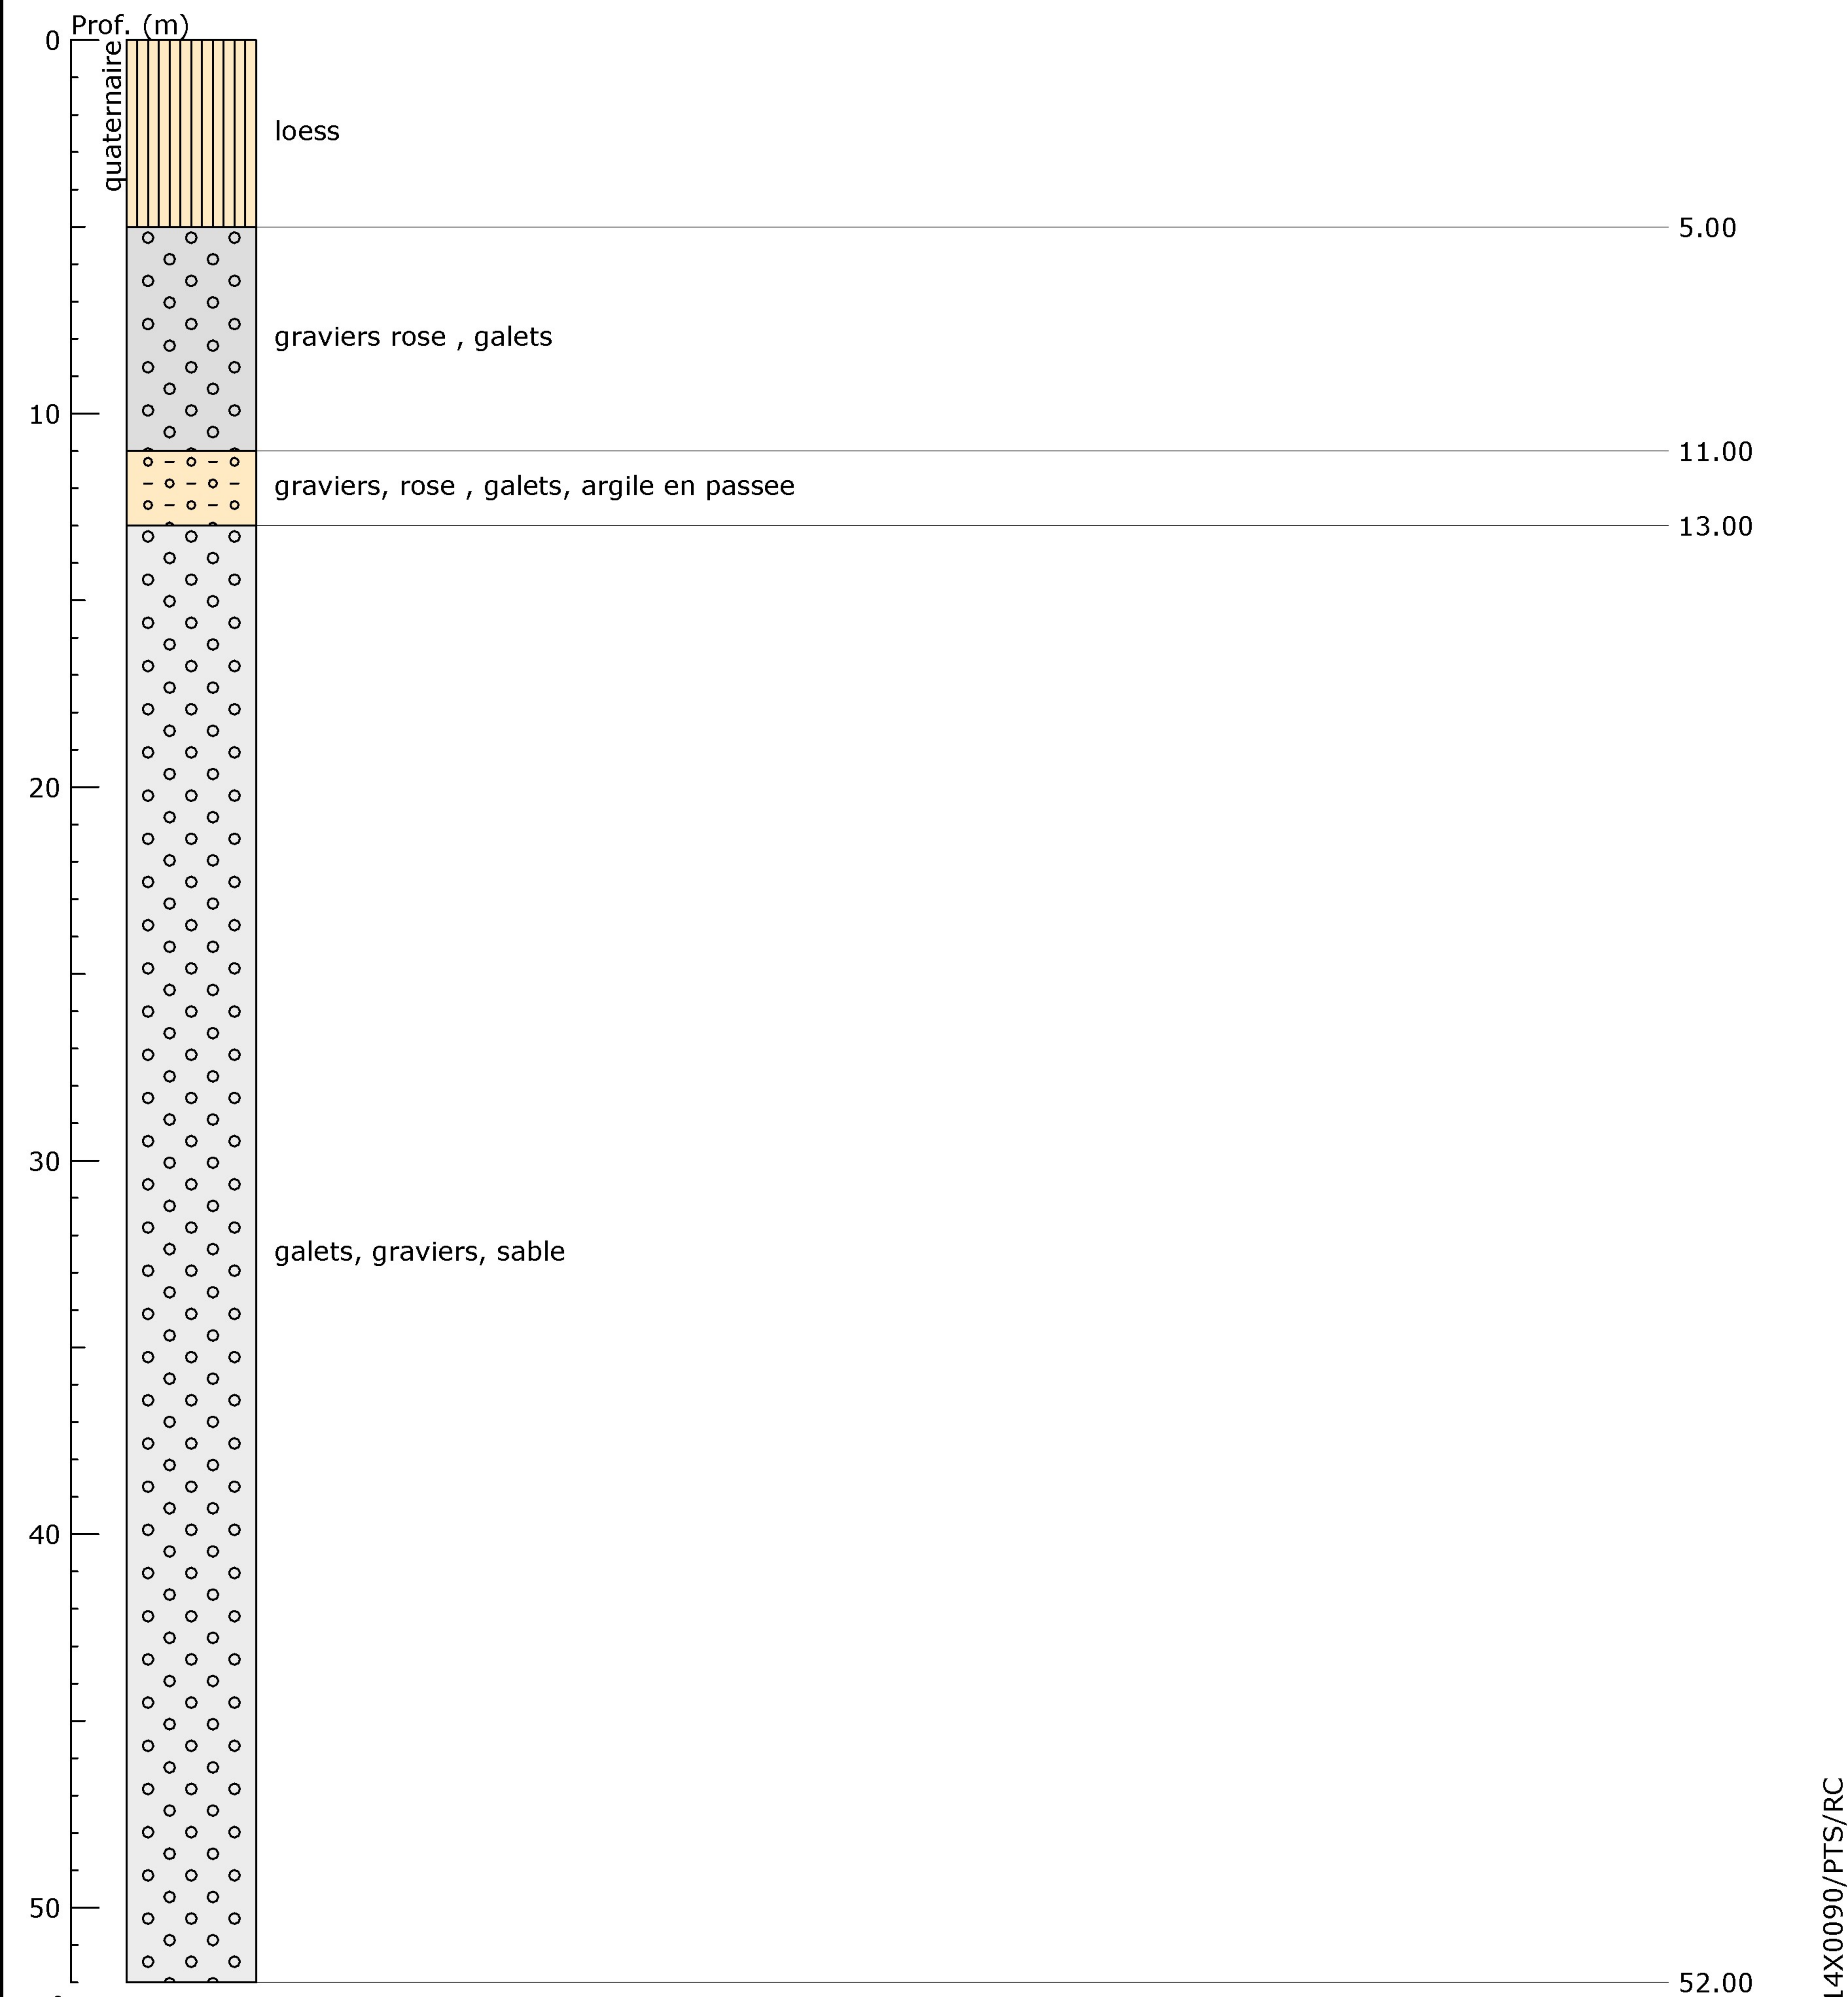 Prof. (m)
0
quaternaire
loess
5.00
graviers rose , galets
10
11.00
graviers, rose , galets, argile en passee
13.00
20
30
galets, graviers, sable
40
50
52.00
14X0090/PTS/RC